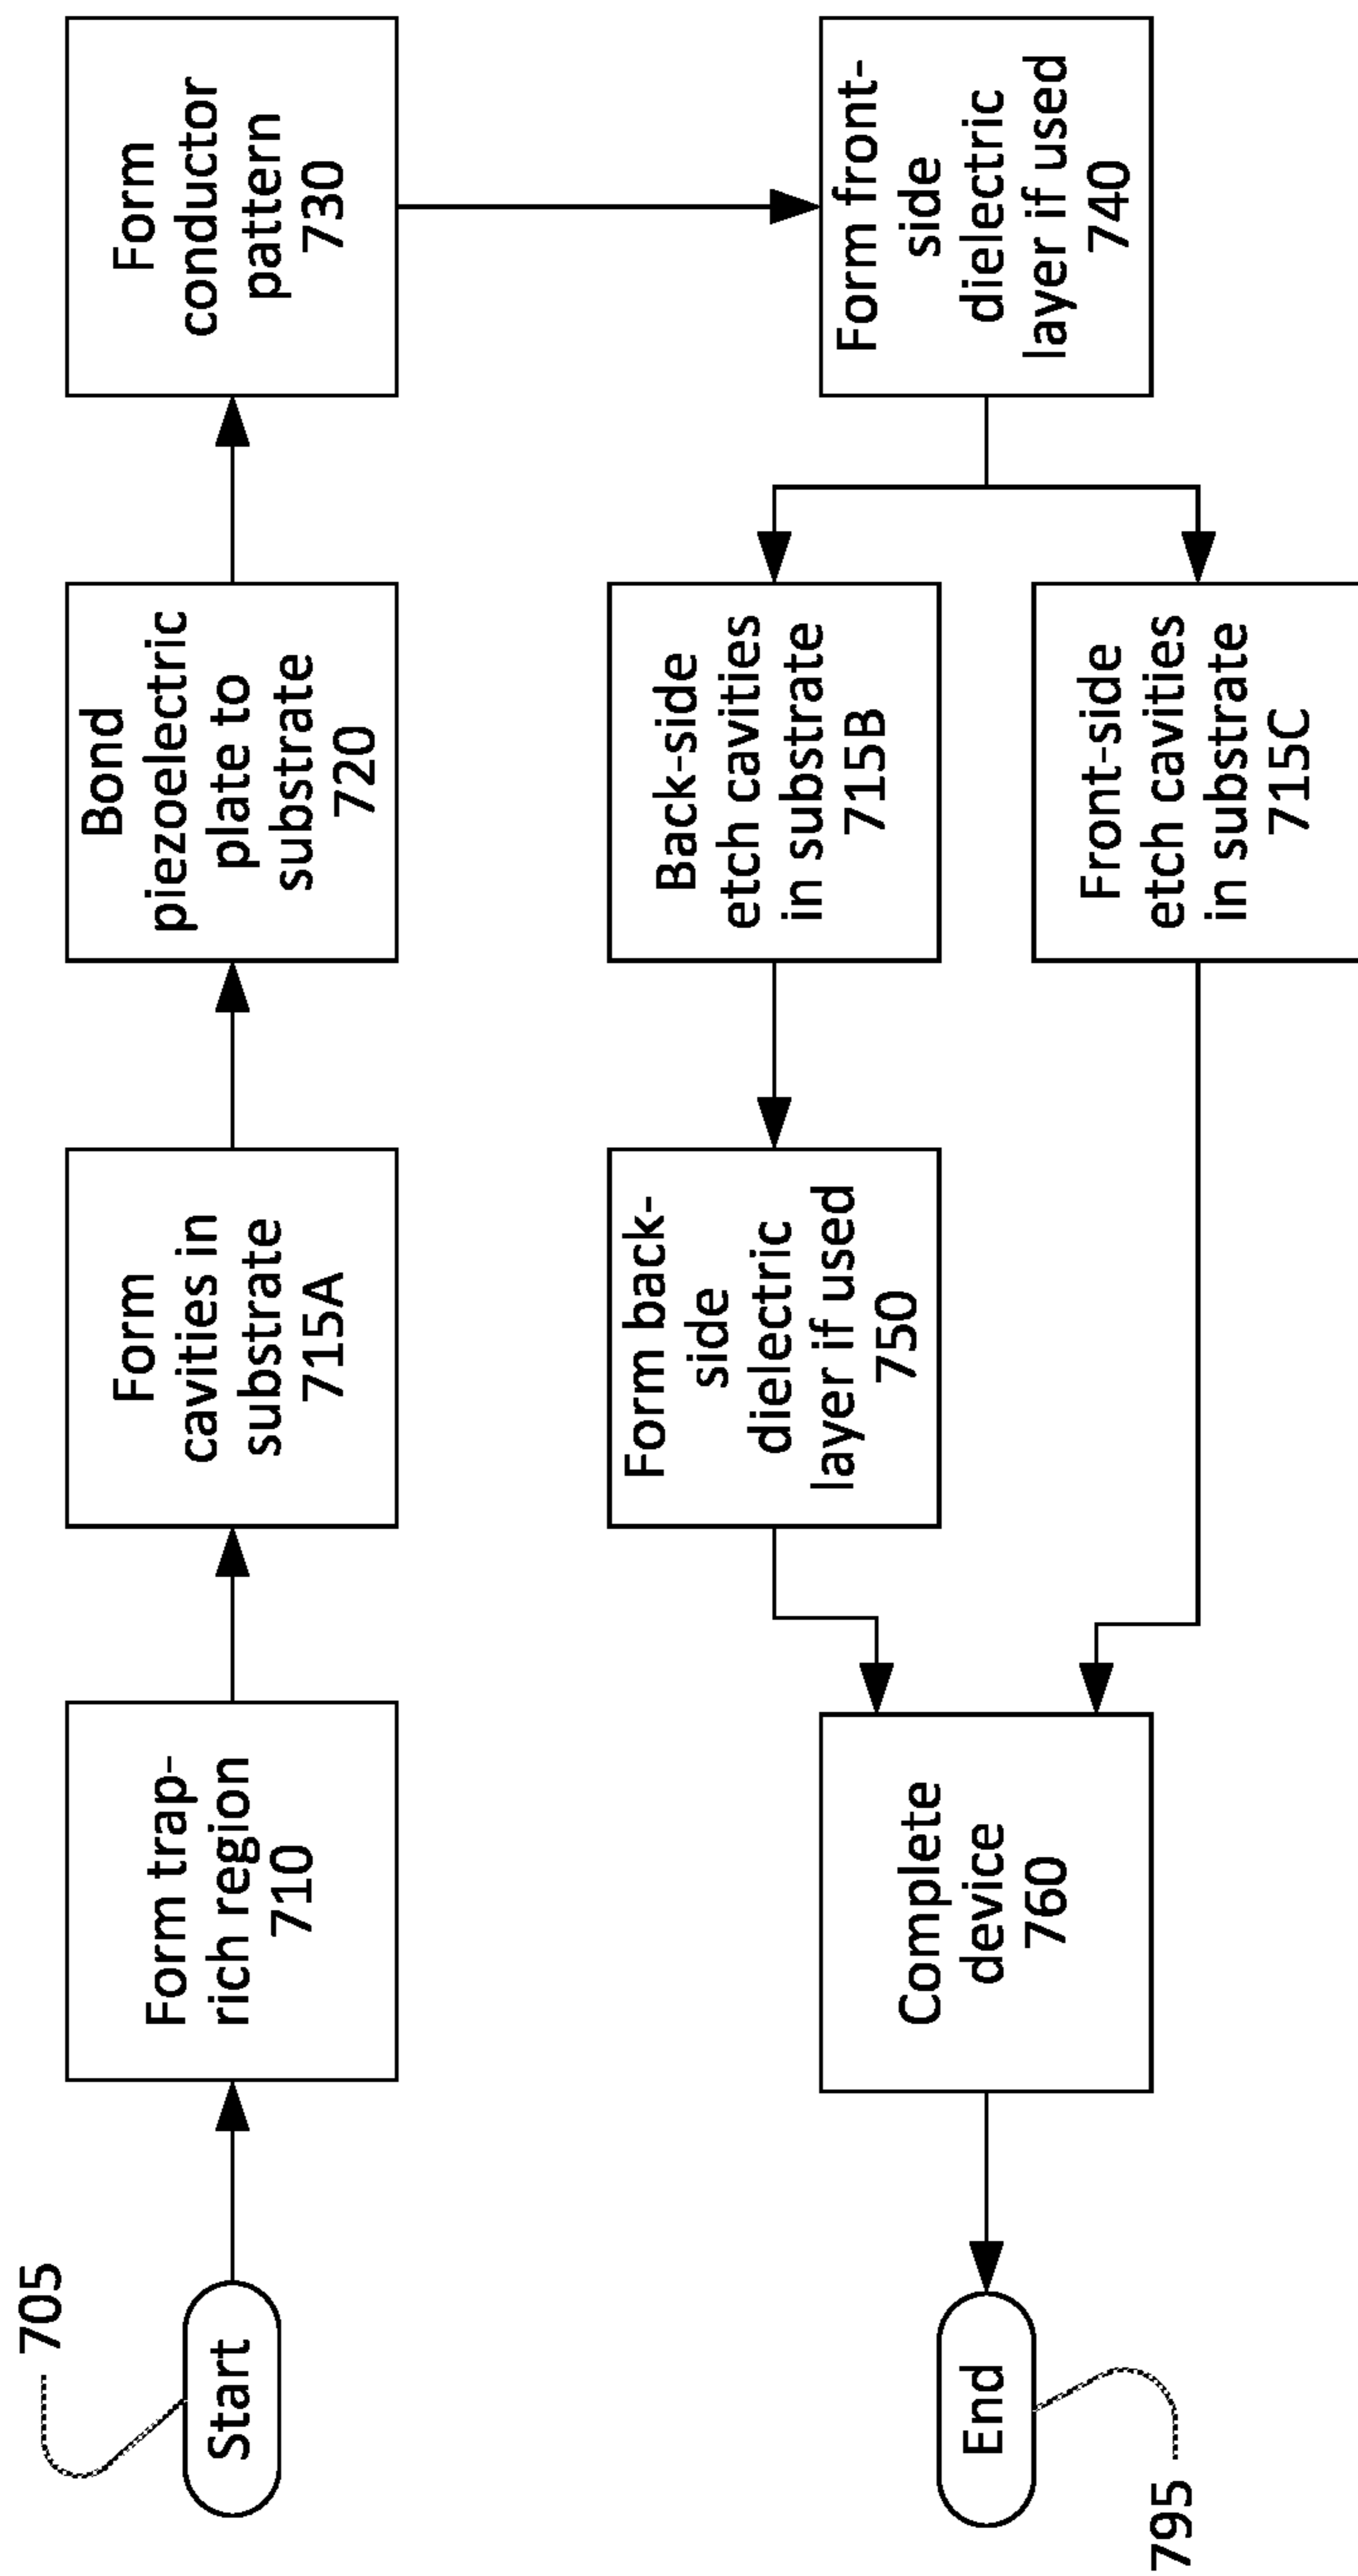 705
Start
Form trap-
rich region
710
Form
cavities in
substrate
715A
Bond
piezoelectric
plate to
substrate
720
Form
conductor
pattern
730
Form front-
side
dielectric
layer if used
740
Back-side
etch cavities
in substrate
715B
Front-side
etch cavities
in substrate
715C
Form back-
side
dielectric
layer if used
750
Complete
device
760
End
795